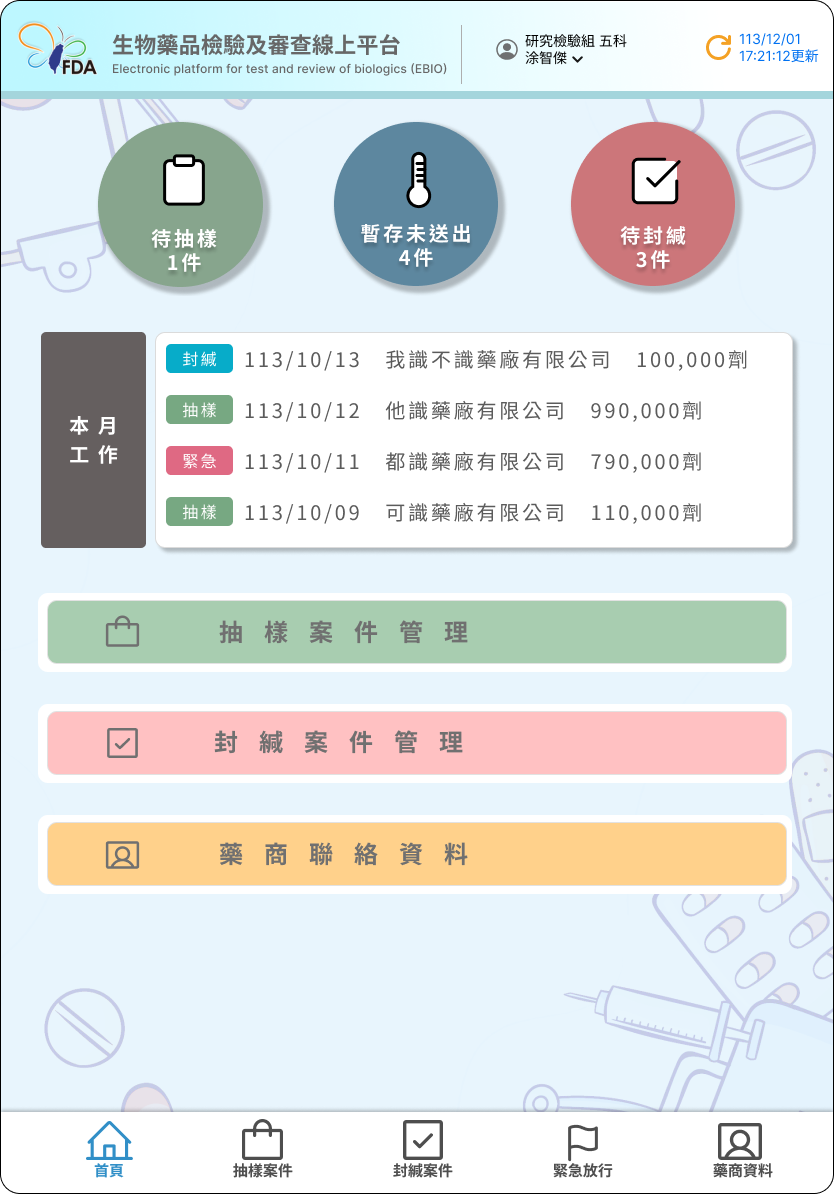 FDA
生物藥品檢驗及審查線上平台
Electronic platform for test and review of biologics (EBIO)
研究檢驗組 五科
涂智傑
113/12/01
17:21:12更新
待抽樣
1件
暫存未送出
4件
待封緘
3件
本月
工作
封緘 113/10/13 我識不識藥廠有限公司 100,000劑
抽樣 113/10/12 他識藥廠有限公司 990,000劑
緊急 113/10/11 都識藥廠有限公司 790,000劑
抽樣 113/10/09 可識藥廠有限公司 110,000劑
抽樣案件管理
封緘案件管理
藥商聯絡資料
首頁
抽樣案件
封緘案件
緊急放行
藥商資料